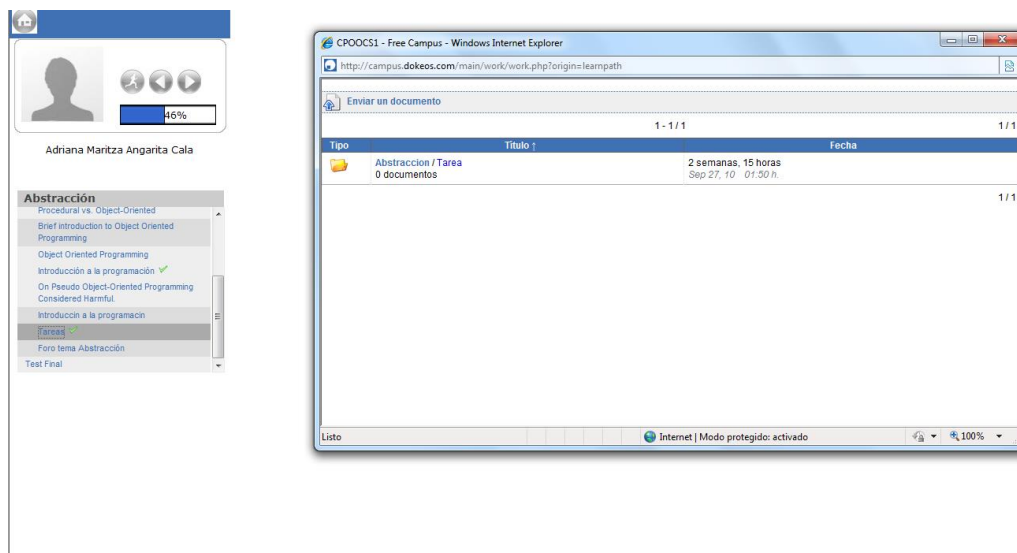 46%
Adriana Maritza Angarita Cala
Abstracción
Procedural vs. Object-Oriented
Brief introduction to Object Oriented
Programming
Object Oriented Programming
Introducción a la programación
On Pseudo Object-Oriented Programming
Considered Harmful.
Introduccin a la programacin
Tareas
Foro tema Abstracción
Test Final
CPOOCS1 - Free Campus - Windows Internet Explorer
http://campus.dokeos.com/main/work/work.php?origin=learnpath
Enviar un documento
1 - 1 / 1 1 / 1
Tipo Título ↑ Fecha
Abstraccion / Tarea 2 semanas, 15 horas
0 documentos Sep 27, 10 01:50 h.
1 / 1
Listo Internet | Modo protegido: activado 100%